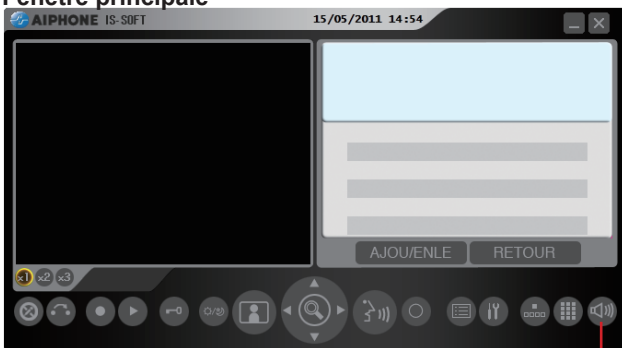 Fenêtre principale
AIPHONE IS-SOFT 15/05/2011 14:54
AJOU/ENLE RETOUR
x1 x2 x3